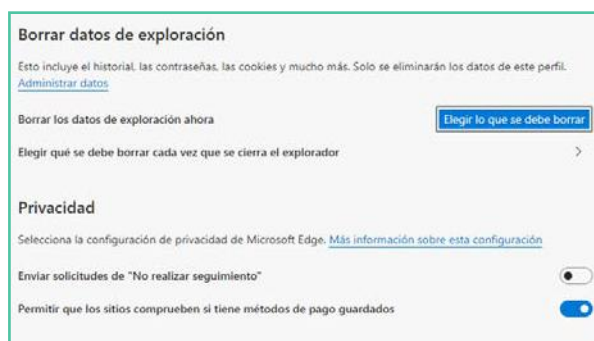 Borrar datos de exploración
Esto incluye el historial, las contraseñas, las cookies y mucho más. Solo se eliminarán los datos de este perfil.
Administrar datos
Borrar los datos de exploración ahora
Elegir lo que se debe borrar
Elegir qué se debe borrar cada vez que se cierra el explorador
Privacidad
Selecciona la configuración de privacidad de Microsoft Edge. Más información sobre esta configuración
Enviar solicitudes de "No realizar seguimiento"
Permitir que los sitios comprueben si tiene métodos de pago guardados